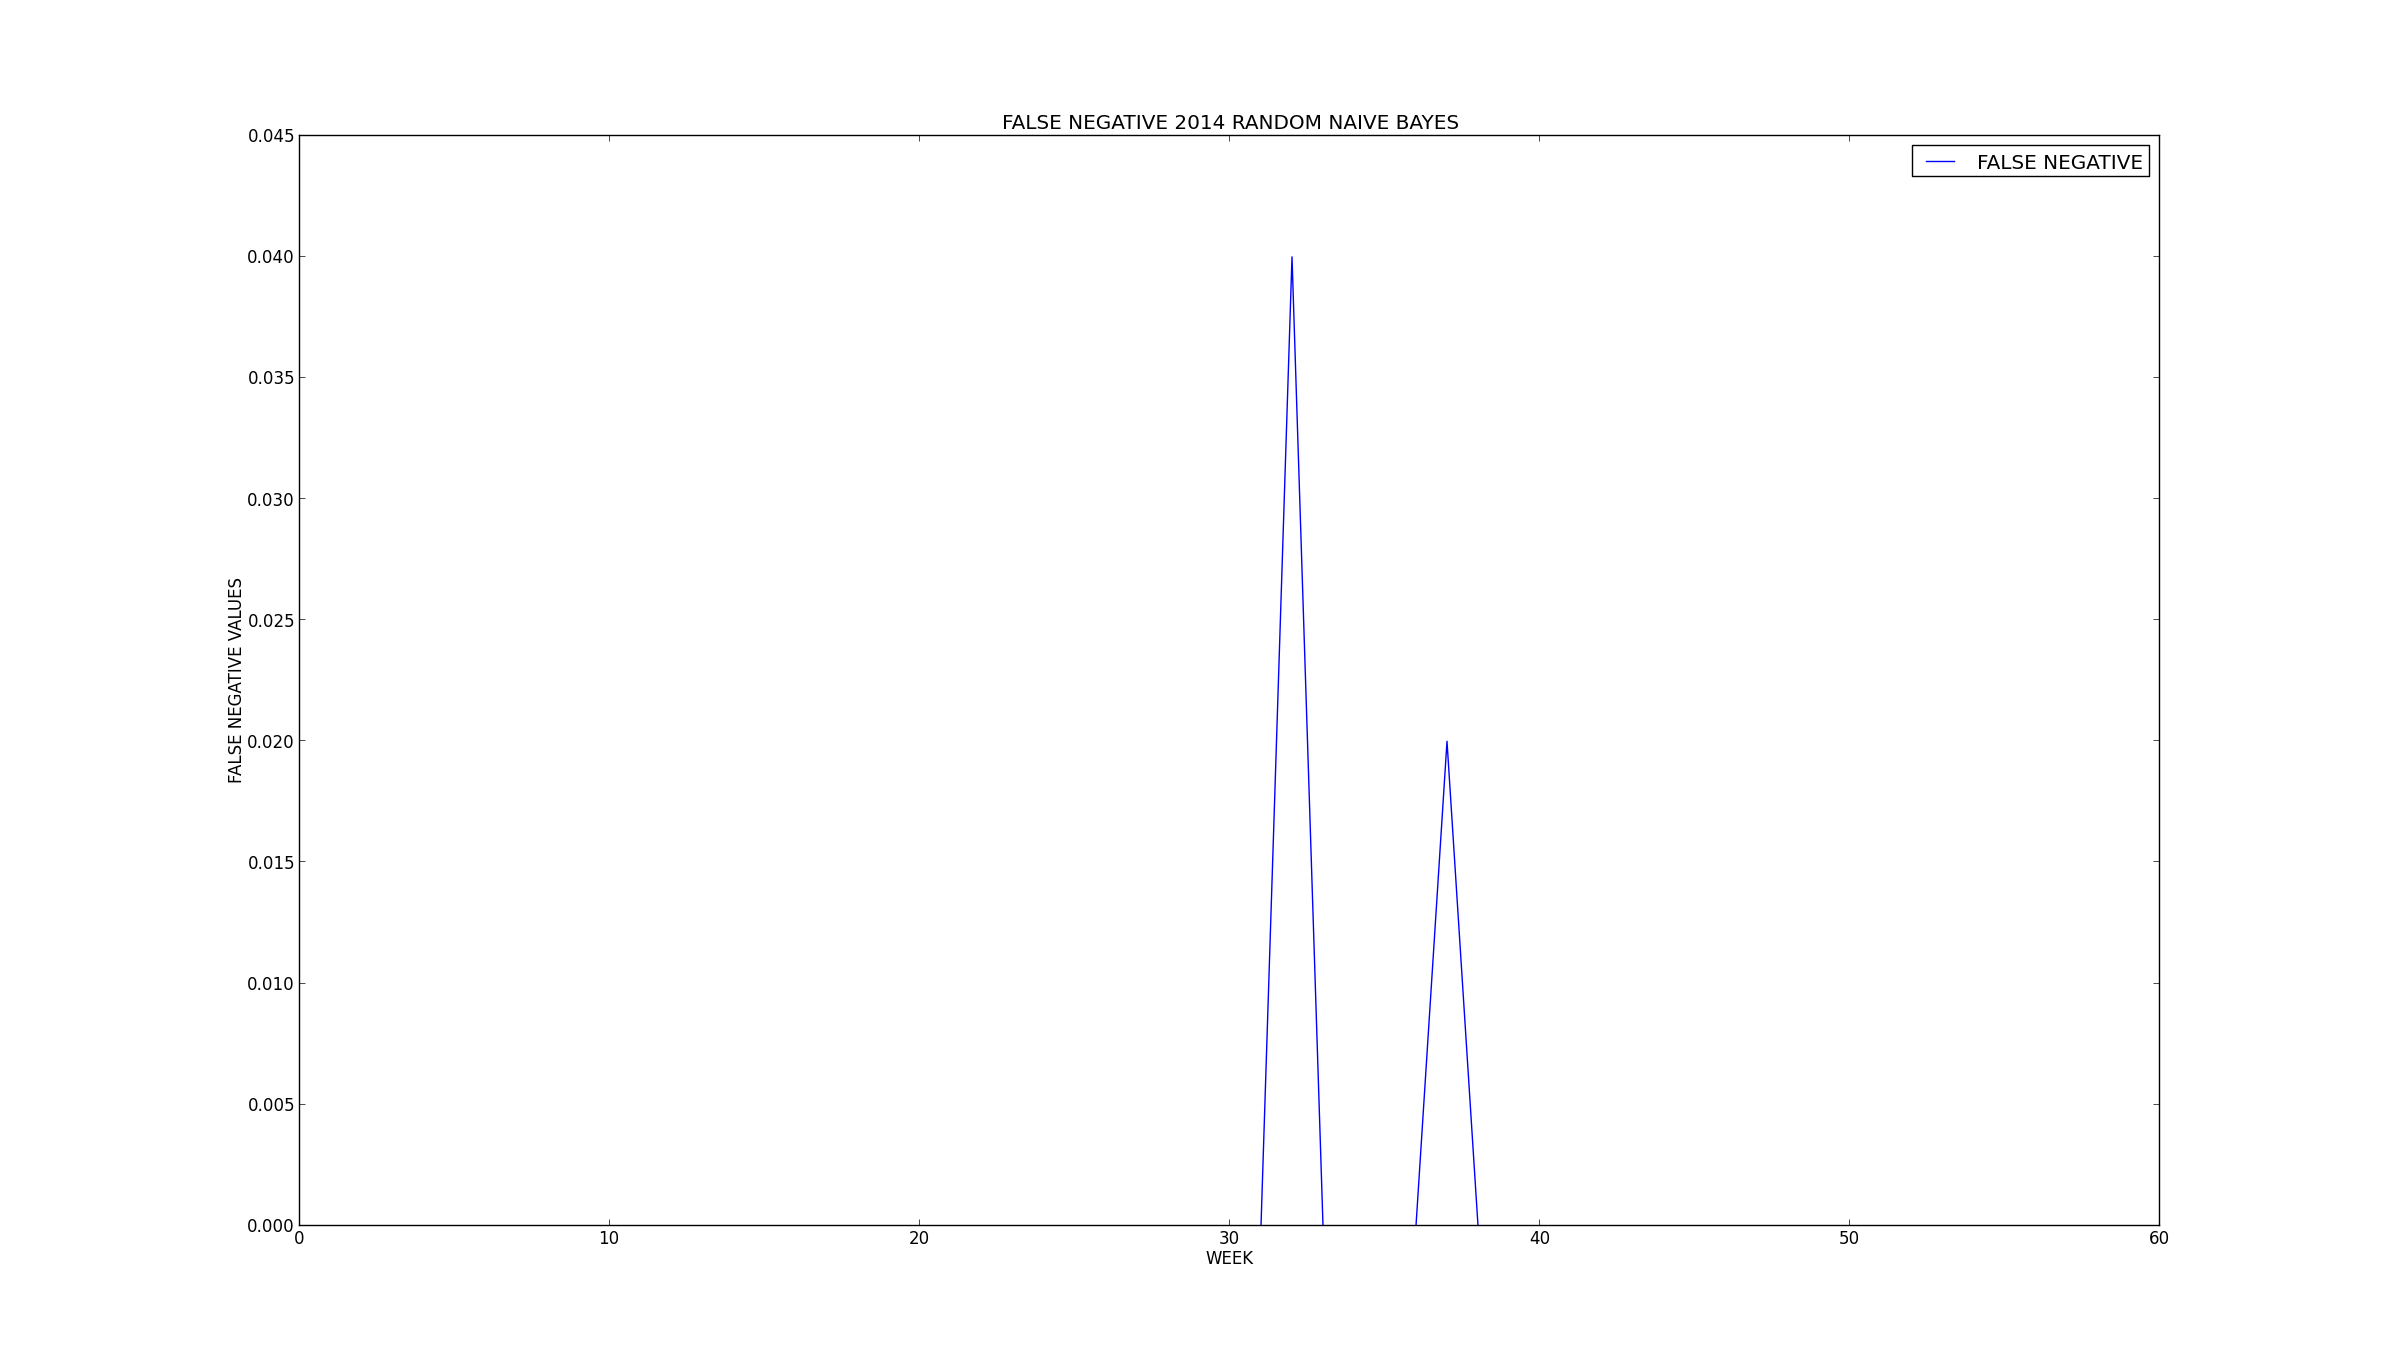 FALSE NEGATIVE 2014 RANDOM NAIVE BAYES
FALSE NEGATIVE
FALSE NEGATIVE VALUES
0.045
0.040
0.035
0.030
0.025
0.020
0.015
0.010
0.005
0.000
0 10 20 30 40 50 60
WEEK